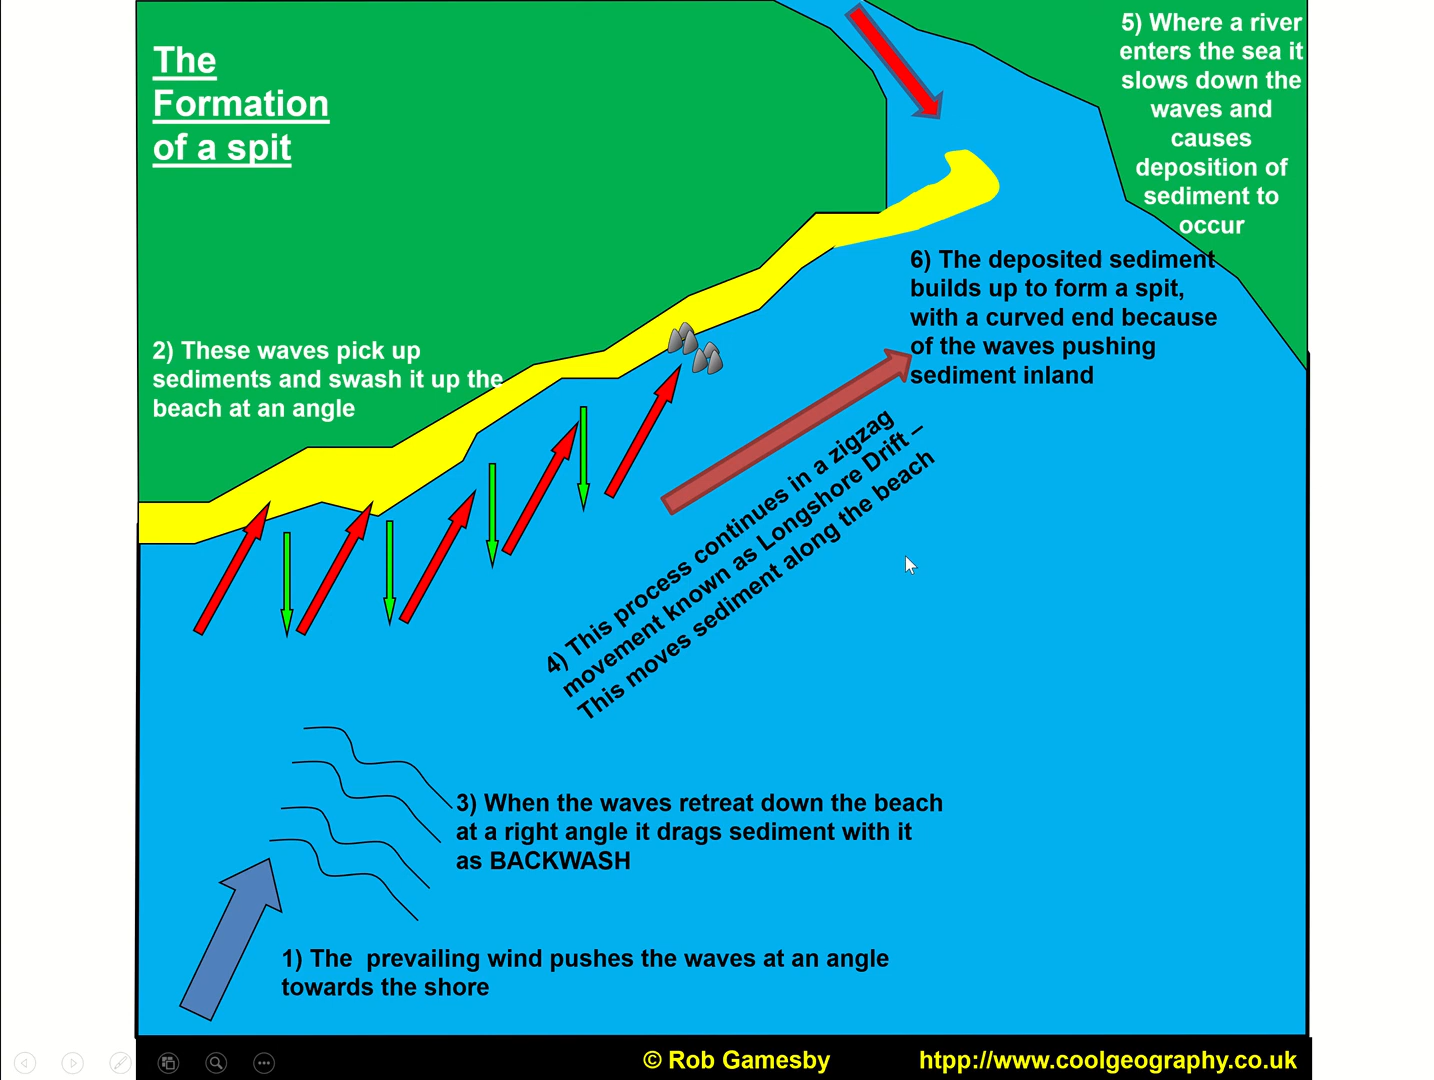 The
Formation
of a spit
5) Where a river
enters the sea it
slows down the
waves and
causes
deposition of
sediment to
occur
6) The deposited sediment
builds up to form a spit,
with a curved end because
of the waves pushing
sediment inland
2) These waves pick up
sediments and swash it up the
beach at an angle
4) This process continues in a zigzag
movement known as Longshore Drift –
This moves sediment along the beach
3) When the waves retreat down the beach
at a right angle it drags sediment with it
as BACKWASH
1) The  prevailing wind pushes the waves at an angle
towards the shore
© Rob Gamesby
htpp://www.coolgeography.co.uk